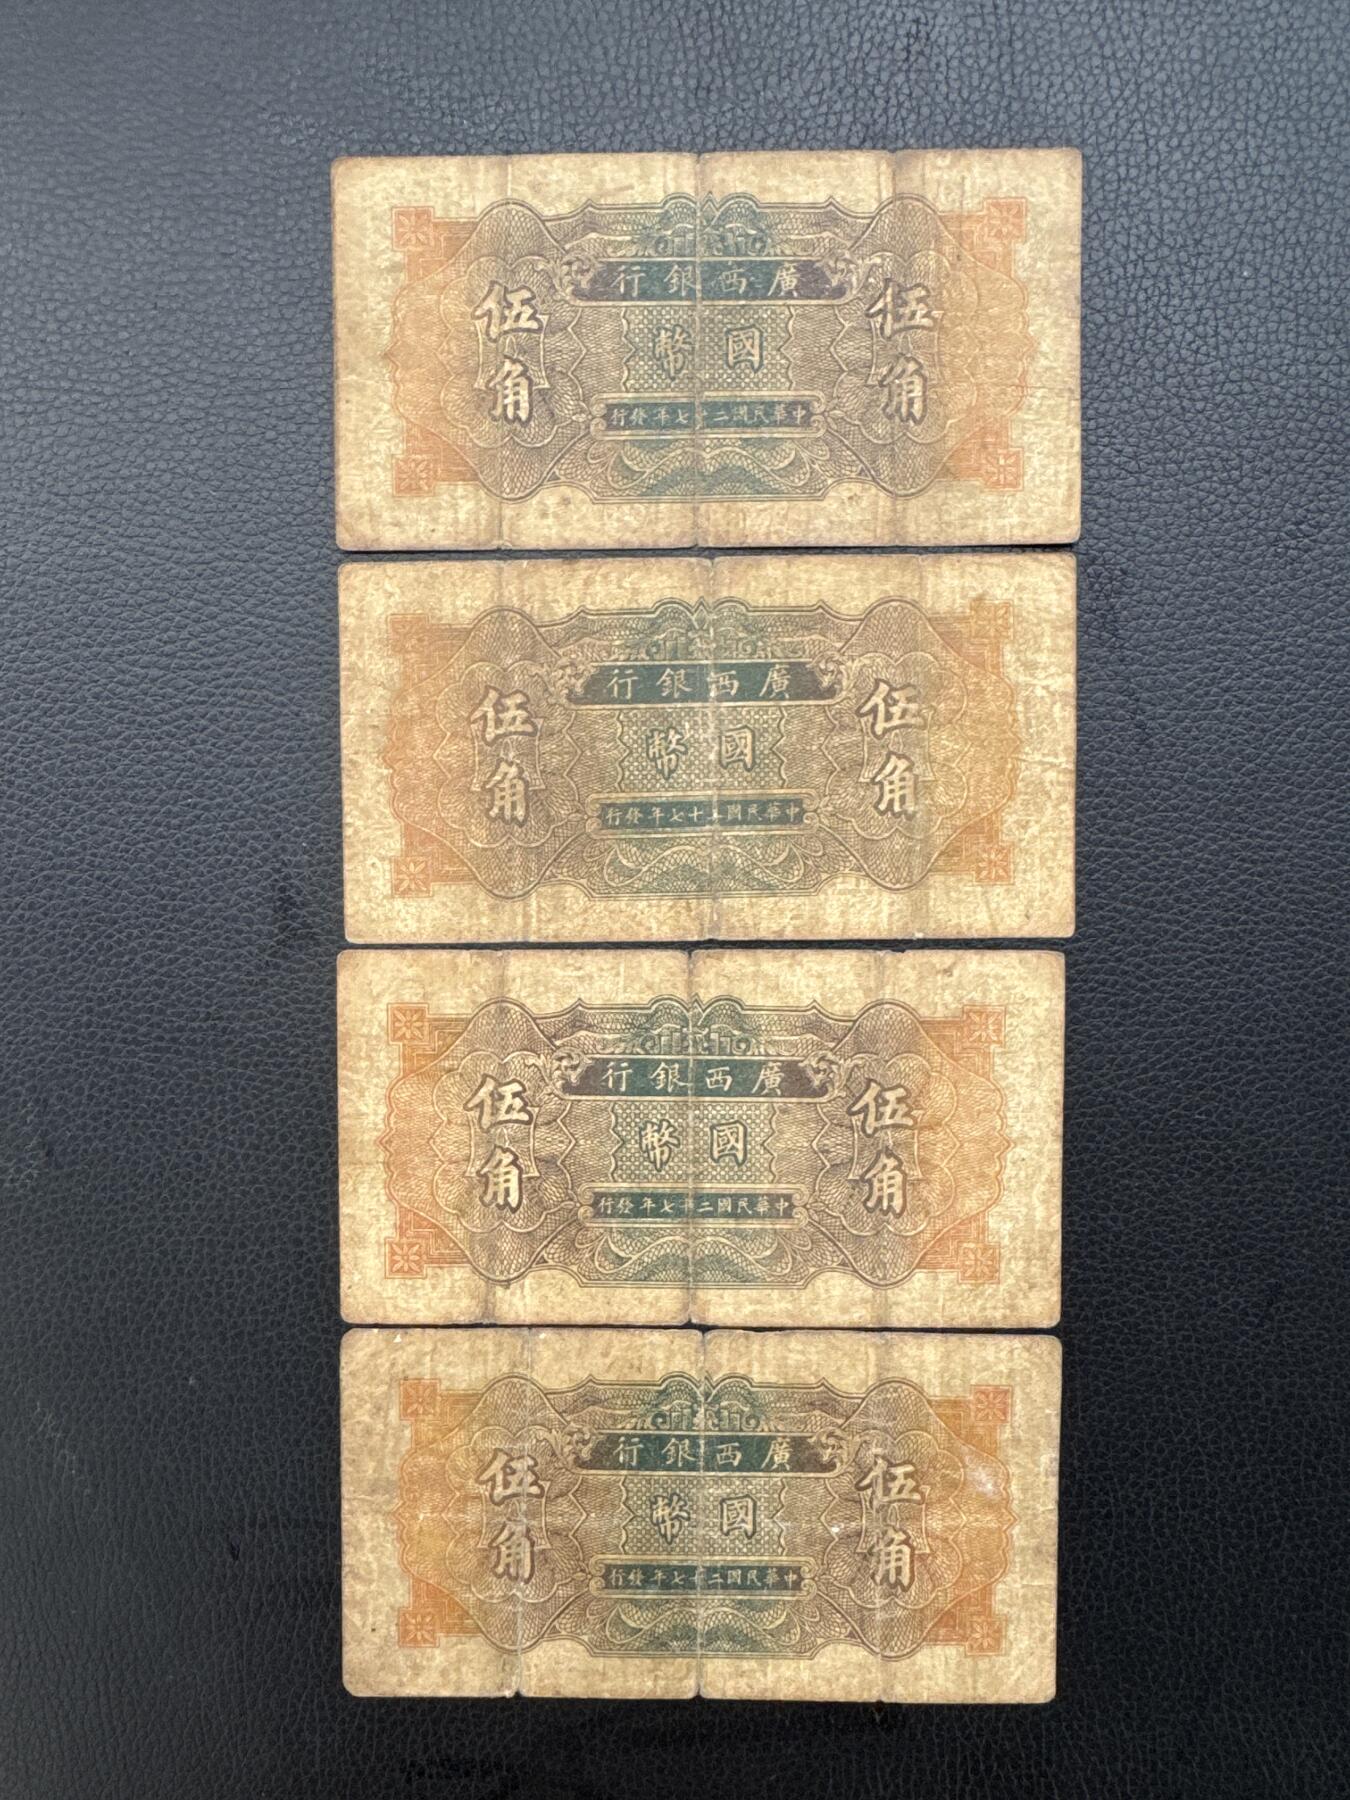 廣西銀行
伍角
國幣
伍角
中華民國二十七年發行
廣西銀行
伍角
國幣
伍角
中華民國二十七年發行
廣西銀行
伍角
國幣
伍角
中華民國二十七年發行
廣西銀行
伍角
國幣
伍角
中華民國二十七年發行